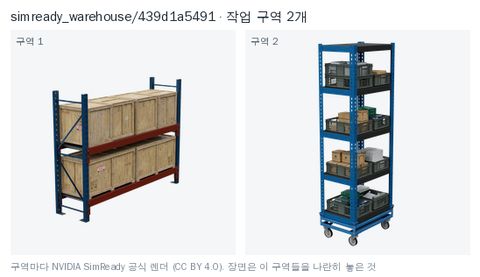 simready_warehouse/439d1a5491 · 작업 구역 2개
구역 1
구역 2
구역마다 NVIDIA SimReady 공식 렌더 (CC BY 4.0). 장면은 이 구역들을 나란히 놓은 것